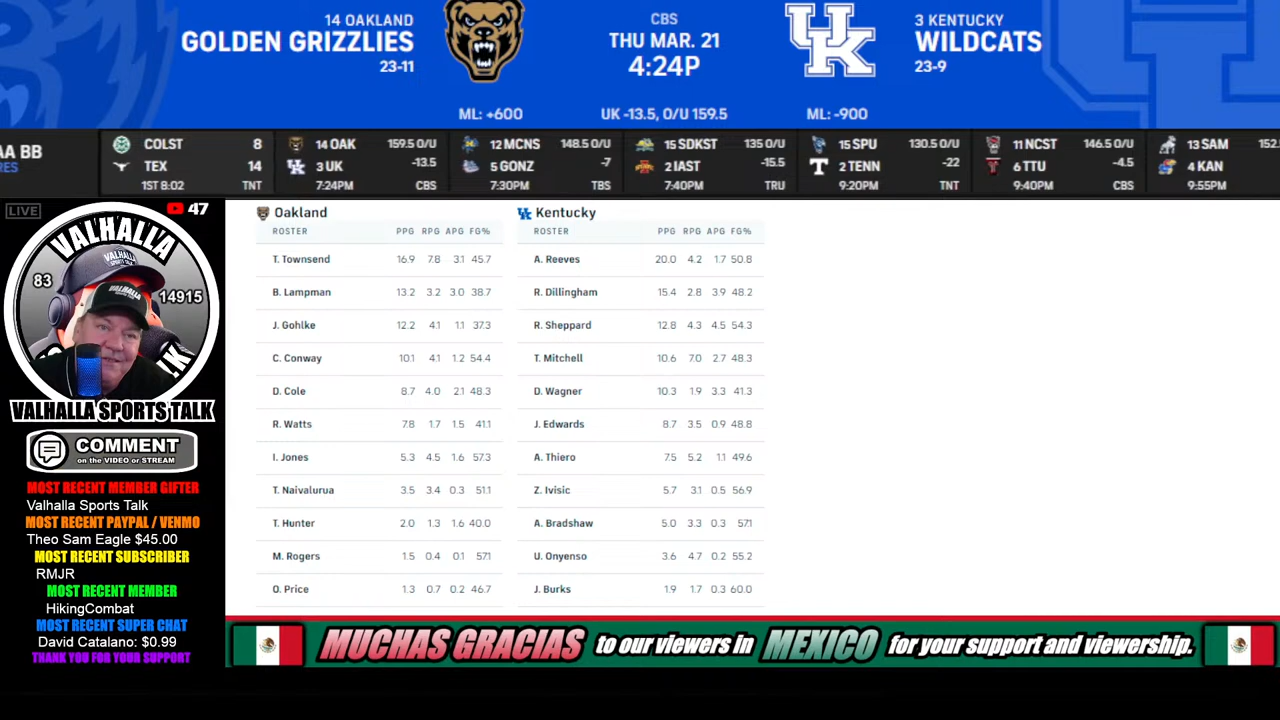 14 OAKLAND
GOLDEN GRIZZLIES
23-11
ML: +600
CBS
THU MAR. 21
4:24P
UK -13.5, O/U 159.5
3 KENTUCKY
WILDCATS
23-9
ML: -900
AA BB
RES
COLST 8
TEX 14
1ST 8:02 TNT
14 OAK 159.5 O/U
3 UK -13.5
7:24PM CBS
12 MCNS 148.5 O/U
5 GONZ -7
7:30PM TBS
15 SDKST 135 O/U
2 IAST -15.5
7:40PM TRU
15 SPU 130.5 O/U
2 TENN -22
9:20PM TNT
11 NCST 146.5 O/U
6 TTU -4.5
9:40PM CBS
13 SAM 152.
4 KAN
9:55PM
LIVE
47
VALHALLA
83
14915
VALHALLA SPORTS TALK
COMMENT
on the VIDEO or STREAM
MOST RECENT MEMBER GIFTER
Valhalla Sports Talk
MOST RECENT PAYPAL / VENMO
Theo Sam Eagle $45.00
MOST RECENT SUBSCRIBER
RMJR
MOST RECENT MEMBER
HikingCombat
MOST RECENT SUPER CHAT
David Catalano: $0.99
THANK YOU FOR YOUR SUPPORT
Oakland
ROSTER PPG RPG APG FG%
T. Townsend 16.9 7.8 3.1 45.7
B. Lampman 13.2 3.2 3.0 38.7
J. Gohlke 12.2 4.1 1.1 37.3
C. Conway 10.1 4.1 1.2 54.4
D. Cole 8.7 4.0 2.1 48.3
R. Watts 7.8 1.7 1.5 41.1
I. Jones 5.3 4.5 1.6 57.3
T. Naivalurua 3.5 3.4 0.3 51.1
T. Hunter 2.0 1.3 1.6 40.0
M. Rogers 1.5 0.4 0.1 57.1
O. Price 1.3 0.7 0.2 46.7
Kentucky
ROSTER PPG RPG APG FG%
A. Reeves 20.0 4.2 1.7 50.8
R. Dillingham 15.4 2.8 3.9 48.2
R. Sheppard 12.8 4.3 4.5 54.3
T. Mitchell 10.6 7.0 2.7 48.3
D. Wagner 10.3 1.9 3.3 41.3
J. Edwards 8.7 3.5 0.9 48.8
A. Thiero 7.5 5.2 1.1 49.6
Z. Ivisic 5.7 3.1 0.5 56.9
A. Bradshaw 5.0 3.3 0.3 57.1
U. Onyenso 3.6 4.7 0.2 55.2
J. Burks 1.9 1.7 0.3 60.0
MUCHAS GRACIAS to our viewers in MEXICO for your support and viewership.